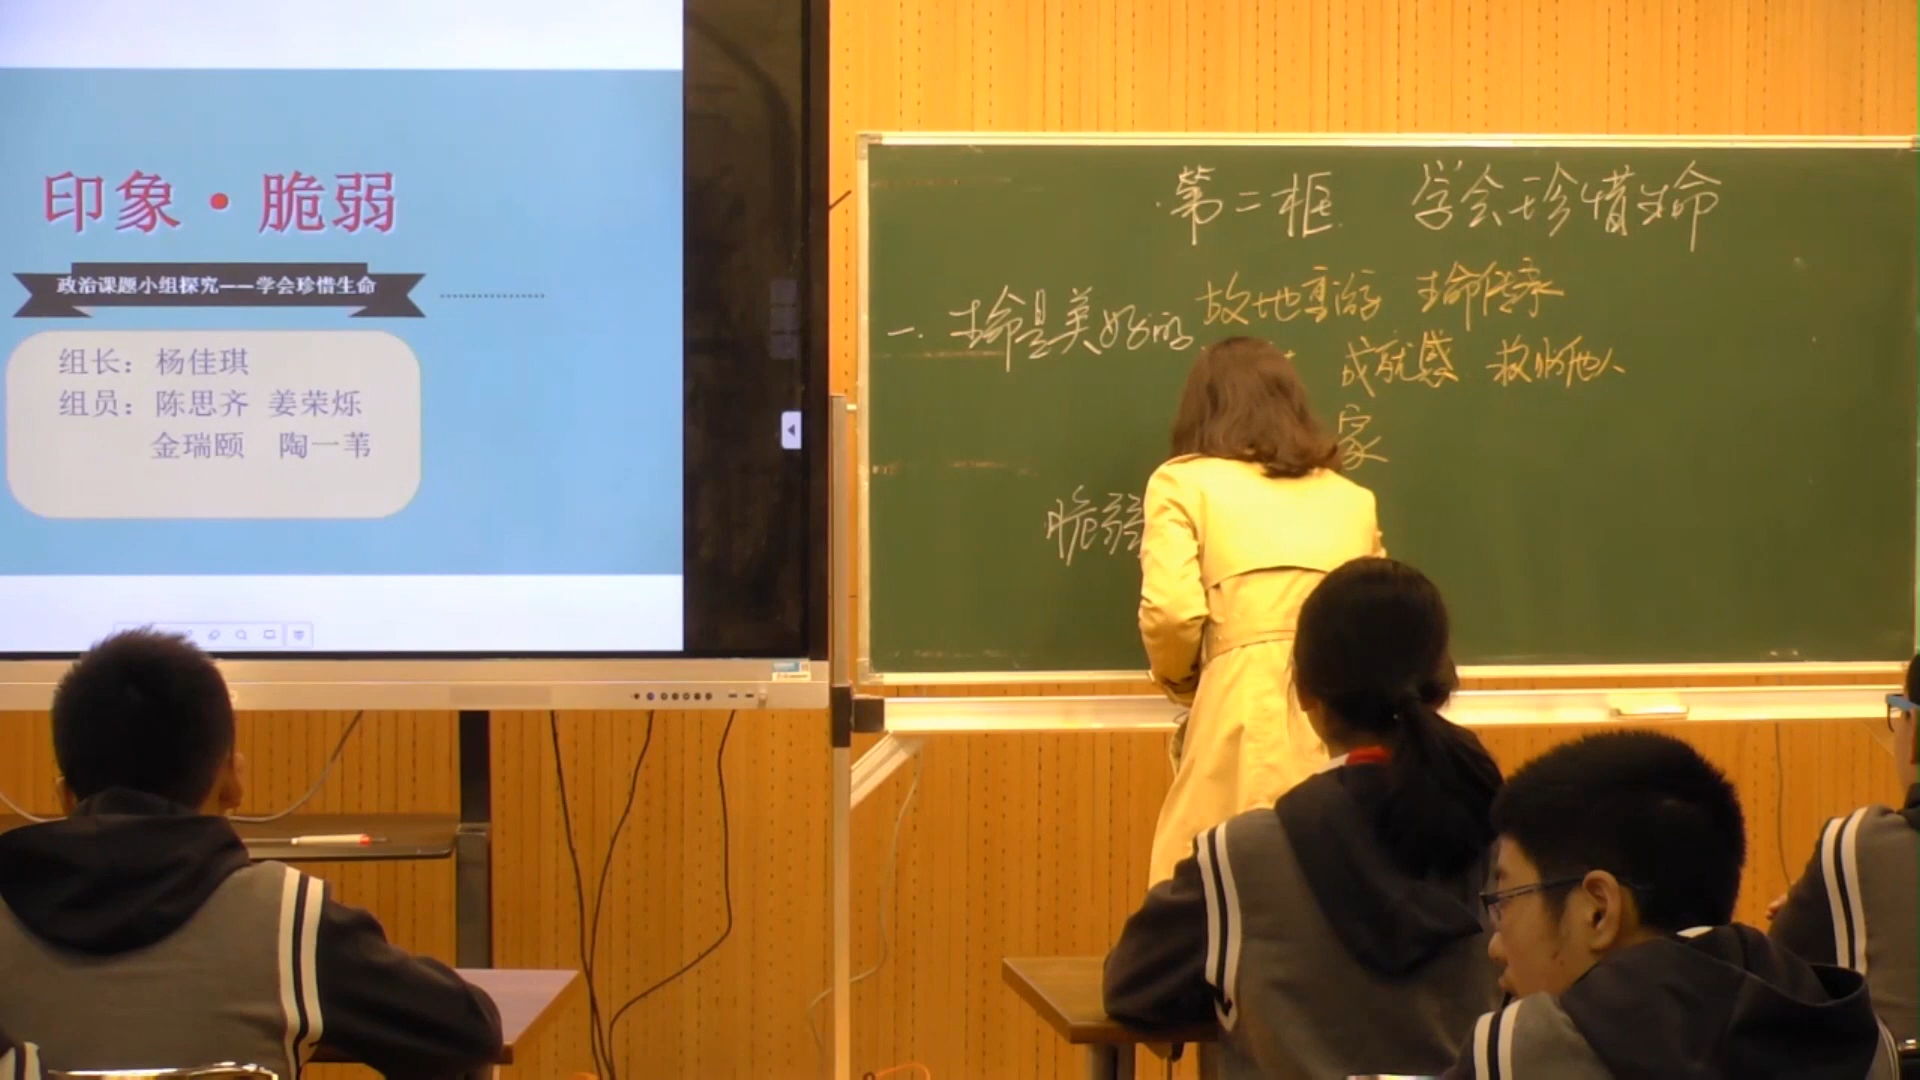 印象·脆弱
政治课题小组探究——学会珍惜生命
组长：杨佳琪
组员：陈思齐 姜荣烁
金瑞颐 陶一苇
第二框 学会珍惜生命
一.生命是美好的 故地重游 生命传承
成就感 救助他人
家
脆弱